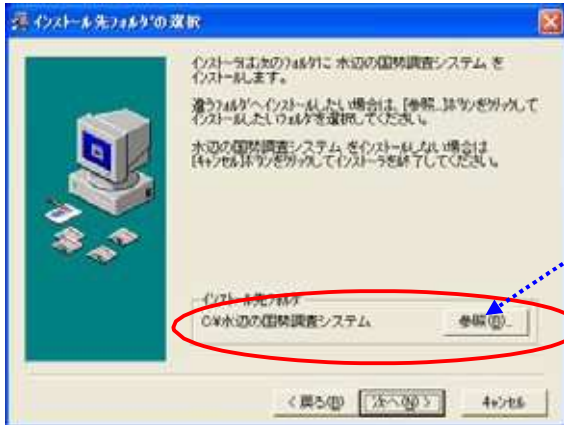 インストール先フォルダの選択
インストーラは次のフォルダに 水辺の国勢調査システム を
インストールします。
違うフォルダへインストールしたい場合は、[参照...]ボタンをクリックして
インストールしたいフォルダを選択してください。
水辺の国勢調査システム をインストールしない場合は
[キャンセル]ボタンをクリックしてインストーラを終了してください。
インストール先フォルダ
C:¥水辺の国勢調査システム
参照(R)...
< 戻る(B)
次へ(N) >
キャンセル